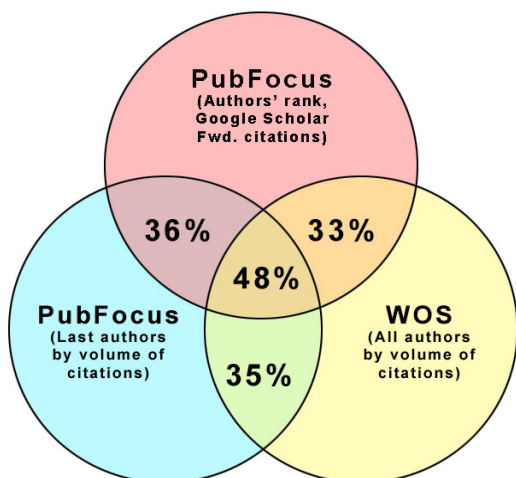 PubFocus
(Authors' rank,
Google Scholar
Fwd. citations)
36%
33%
48%
PubFocus
(Last authors
by volume of
citations)
WOS
(All authors
by volume of
citations)
35%